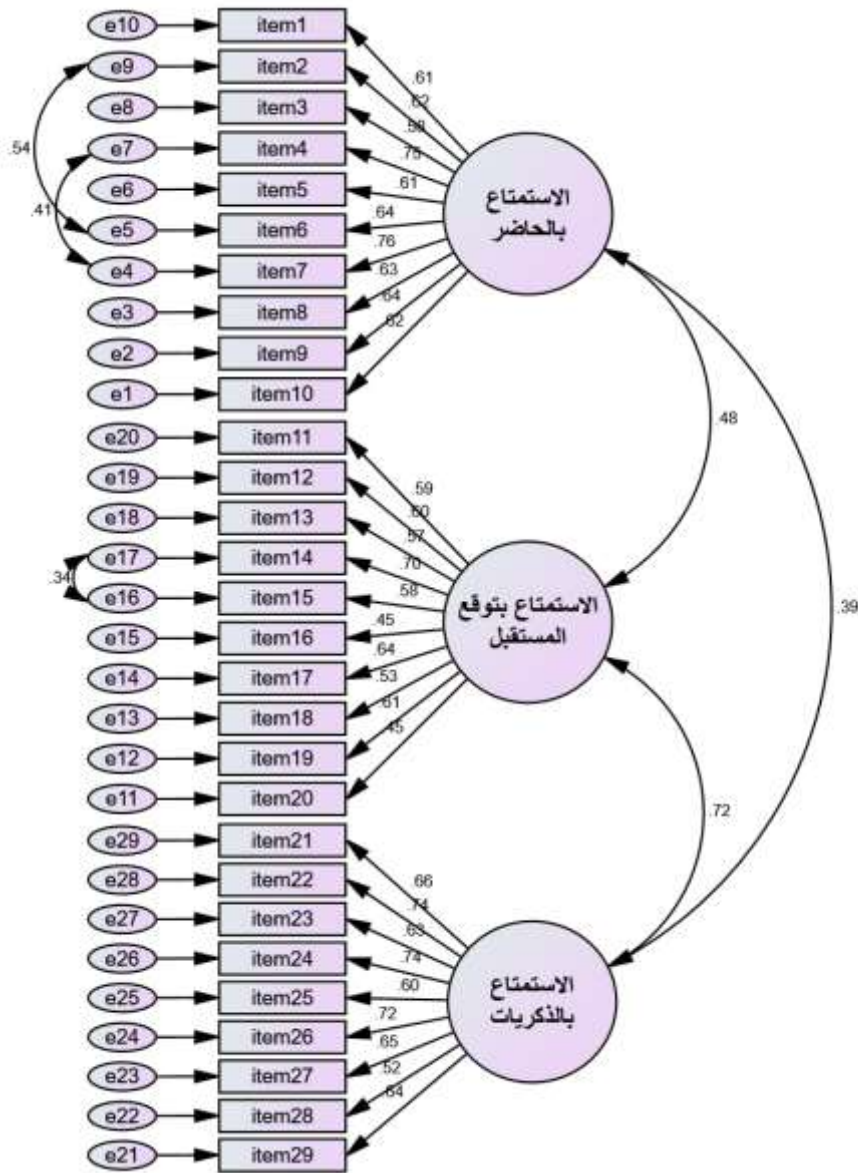 e10 item1
e9 item2
e8 item3
e7 item4
e6 item5
e5 item6
e4 item7
e3 item8
e2 item9
e1 item10
.54
.41
.61
.62
.58
.75
.61
.64
.76
.63
.64
.62
الاستمتاع
بالحاضر
e20 item11
e19 item12
e18 item13
e17 item14
e16 item15
e15 item16
e14 item17
e13 item18
e12 item19
e11 item20
.34
.59
.60
.57
.70
.58
.45
.64
.53
.61
.45
الاستمتاع بتوقع
المستقبل
e29 item21
e28 item22
e27 item23
e26 item24
e25 item25
e24 item26
e23 item27
e22 item28
e21 item29
.66
.74
.63
.74
.60
.72
.65
.52
.64
الاستمتاع
بالذكريات
.48
.39
.72